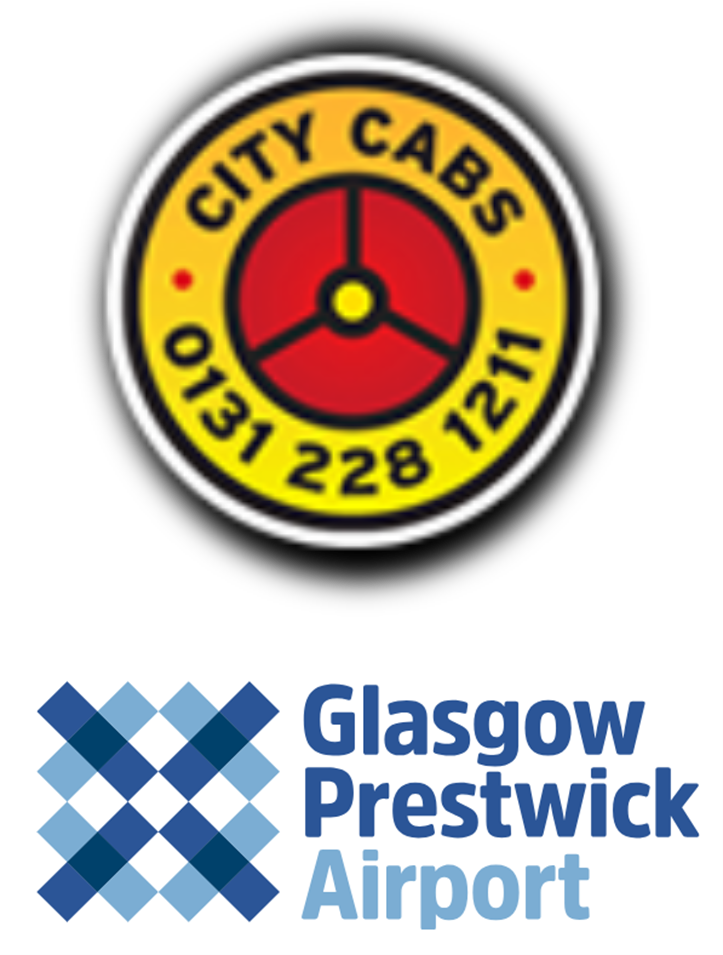 CITY CABS
0131 228 1211
Glasgow
Prestwick
Airport